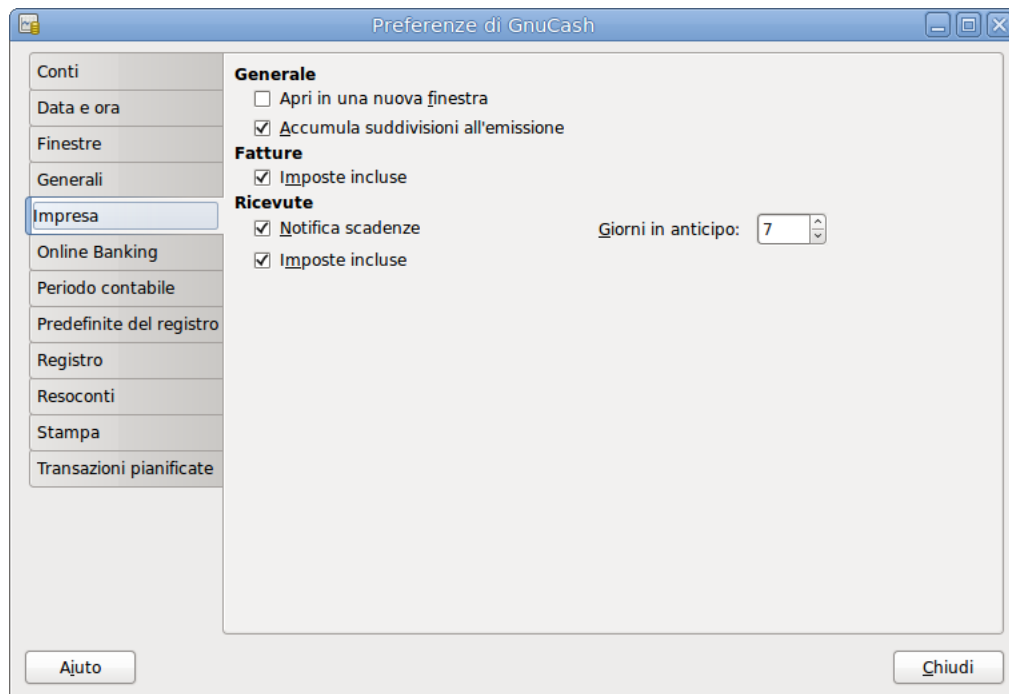 Preferenze di GnuCash
Conti
Data e ora
Finestre
Generali
Impresa
Online Banking
Periodo contabile
Predefinite del registro
Registro
Resoconti
Stampa
Transazioni pianificate
Generale
Apri in una nuova finestra
Accumula suddivisioni all'emissione
Fatture
Imposte incluse
Ricevute
Notifica scadenze Giorni in anticipo: 7
Imposte incluse
Aiuto Chiudi